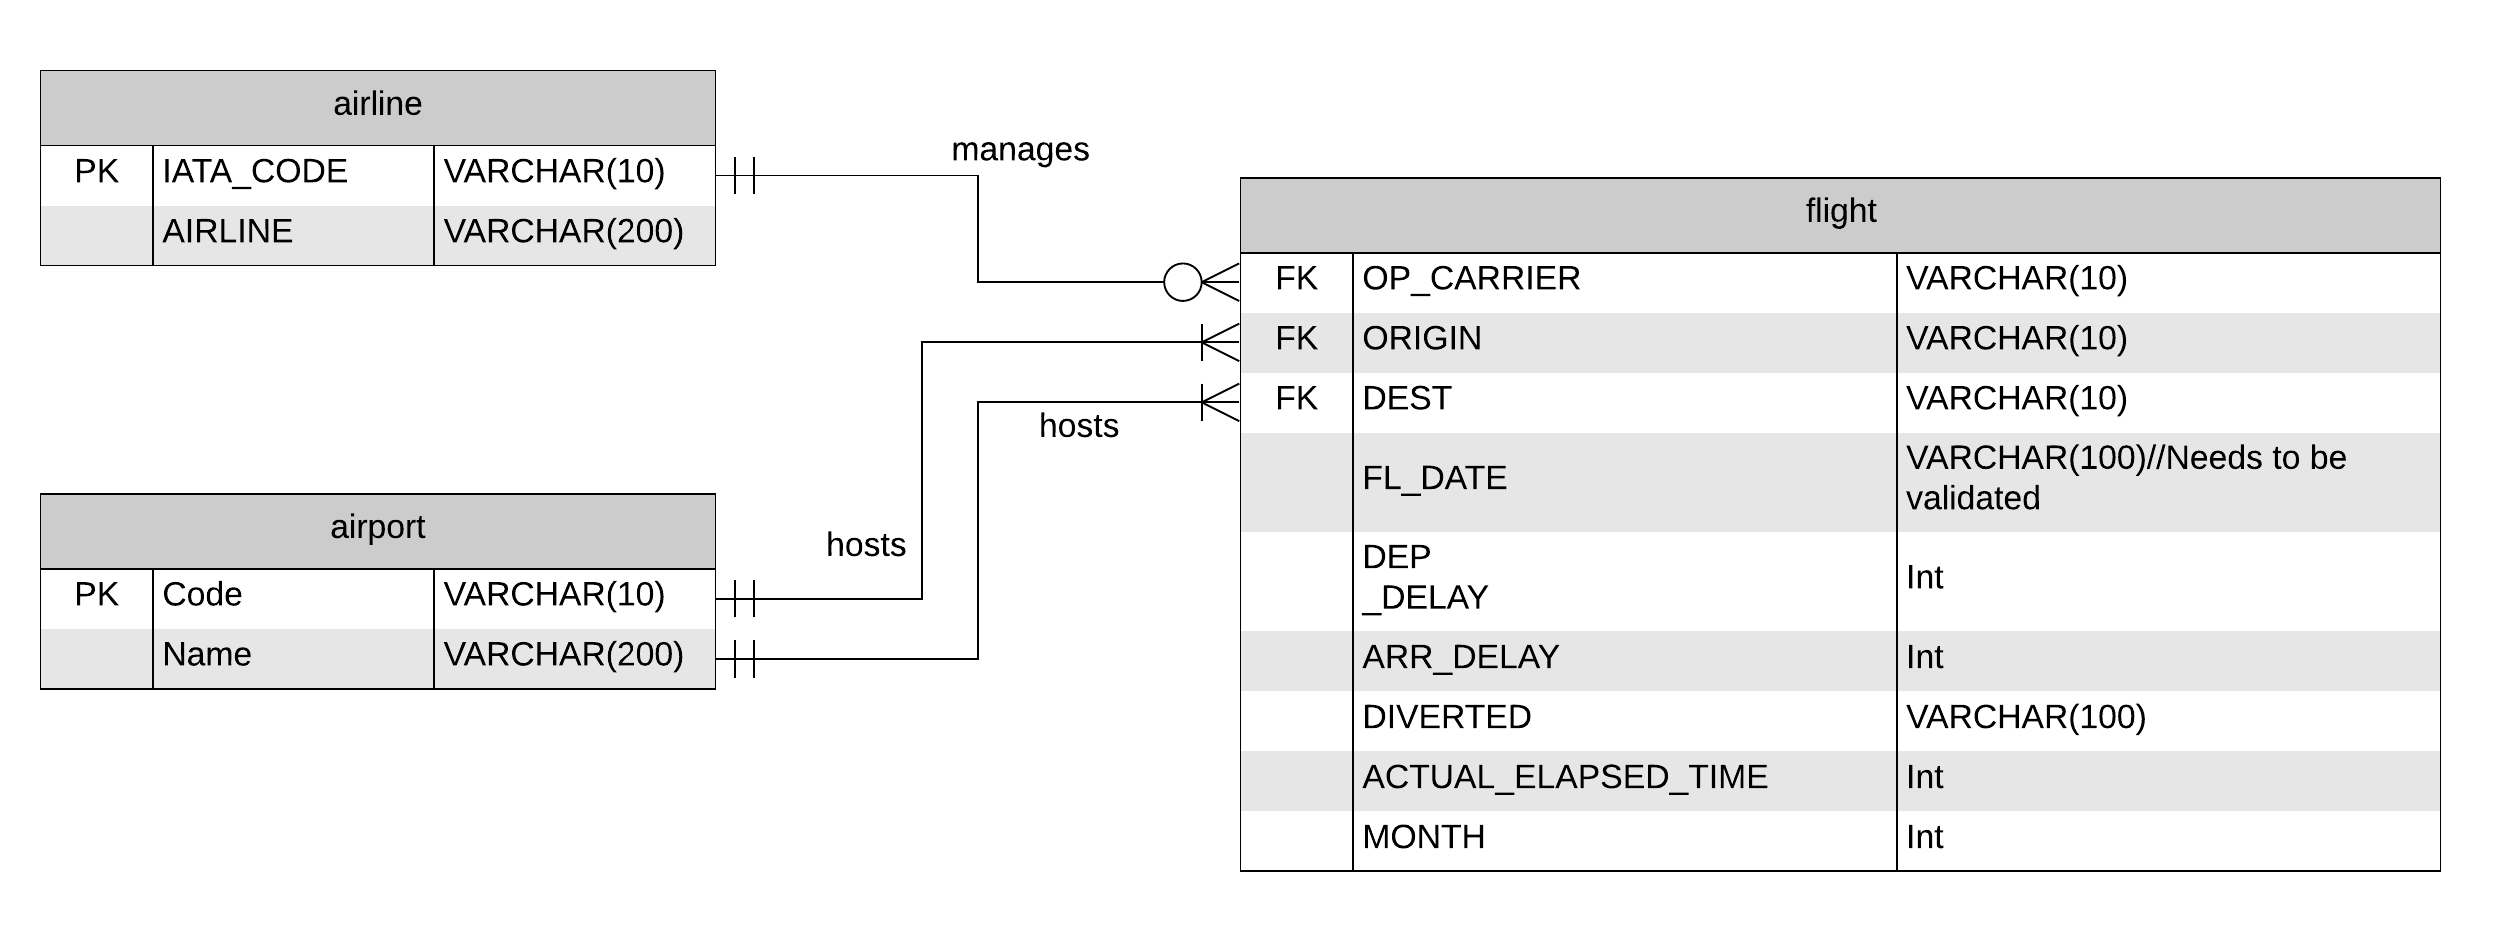 airline
PK IATA_CODE VARCHAR(10)
AIRLINE VARCHAR(200)
manages
flight
FK OP_CARRIER VARCHAR(10)
FK ORIGIN VARCHAR(10)
FK DEST VARCHAR(10)
FL_DATE VARCHAR(100)//Needs to be
validated
DEP
_DELAY Int
ARR_DELAY Int
DIVERTED VARCHAR(100)
ACTUAL_ELAPSED_TIME Int
MONTH Int
hosts
hosts
airport
PK Code VARCHAR(10)
Name VARCHAR(200)